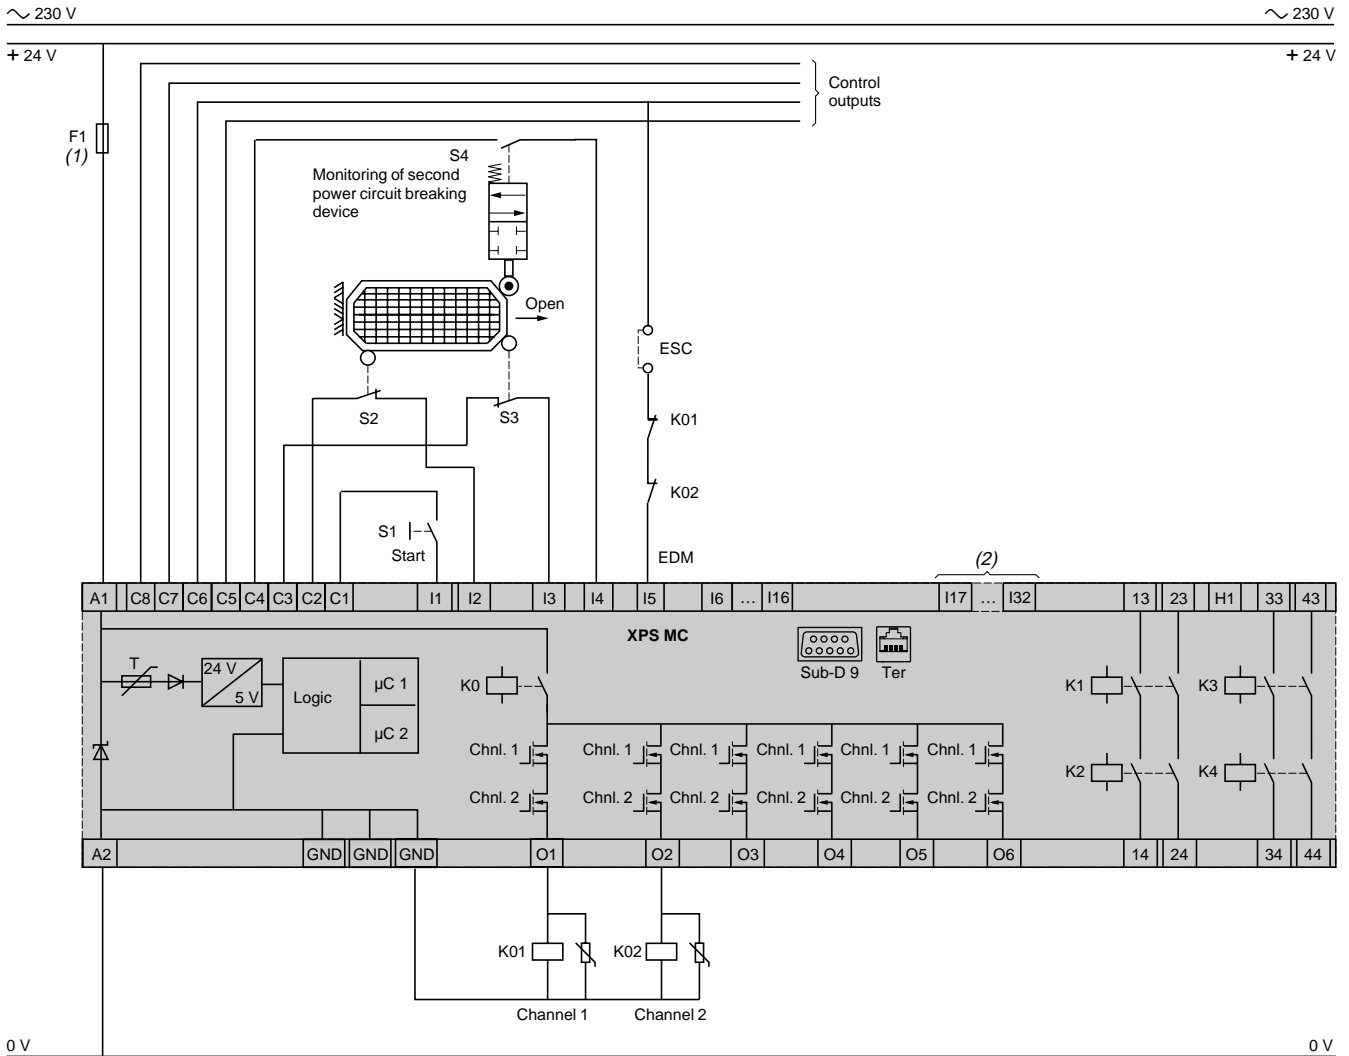 230 V 230 V
+ 24 V + 24 V
Control
outputs
F1
(1)
S4
Monitoring of second
power circuit breaking
device
Open
ESC
S2 S3 K01
K02
S1
Start
EDM
(2)
A1 C8 C7 C6 C5 C4 C3 C2 C1 I1 I2 I3 I4 I5 I6 ... I16 I17 ... I32 13 23 H1 33 43
XPS MC
T 24 V
5 V
Logic
µC 1
µC 2
K0
Sub-D 9 Ter
K1 K3
Chnl. 1 Chnl. 1 Chnl. 1 Chnl. 1 Chnl. 1 Chnl. 1
K2 K4
Chnl. 2 Chnl. 2 Chnl. 2 Chnl. 2 Chnl. 2 Chnl. 2
A2 GND GND GND O1 O2 O3 O4 O5 O6 14 24 34 44
K01 K02
Channel 1 Channel 2
0 V 0 V